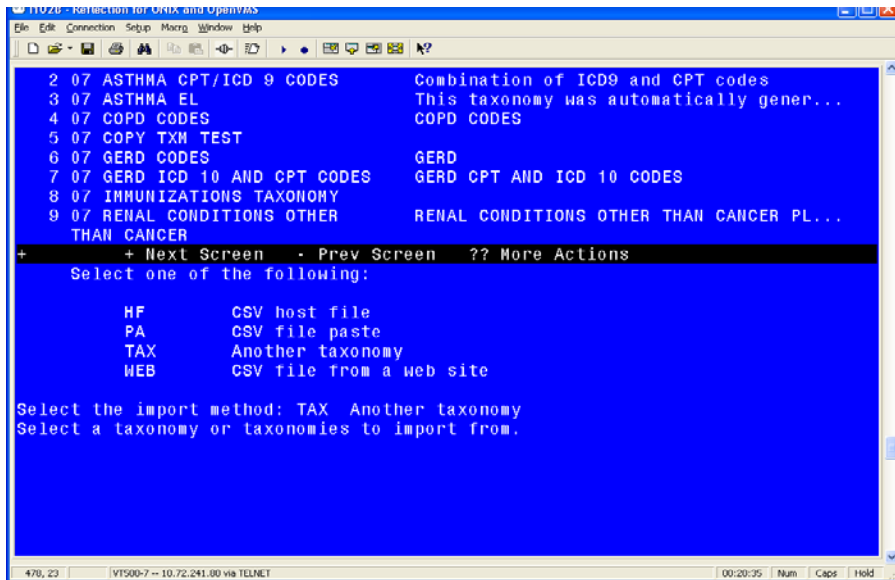 11028 - Reflection for UNIX and OpenVMS
File Edit Connection Setup Macro Window Help
2 07 ASTHMA CPT/ICD 9 CODES Combination of ICD9 and CPT codes
3 07 ASTHMA EL This taxonomy was automatically gener...
4 07 COPD CODES COPD CODES
5 07 COPY TXM TEST
6 07 GERD CODES GERD
7 07 GERD ICD 10 AND CPT CODES GERD CPT AND ICD 10 CODES
8 07 IMMUNIZATIONS TAXONOMY
9 07 RENAL CONDITIONS OTHER RENAL CONDITIONS OTHER THAN CANCER PL...
THAN CANCER
+ + Next Screen - Prev Screen ?? More Actions
Select one of the following:
HF CSV host file
PA CSV file paste
TAX Another taxonomy
WEB CSV file from a web site
Select the import method: TAX Another taxonomy
Select a taxonomy or taxonomies to import from.
478, 23 VT500-7 -- 10.72.241.80 via TELNET 00:20:35 Num Caps Hold